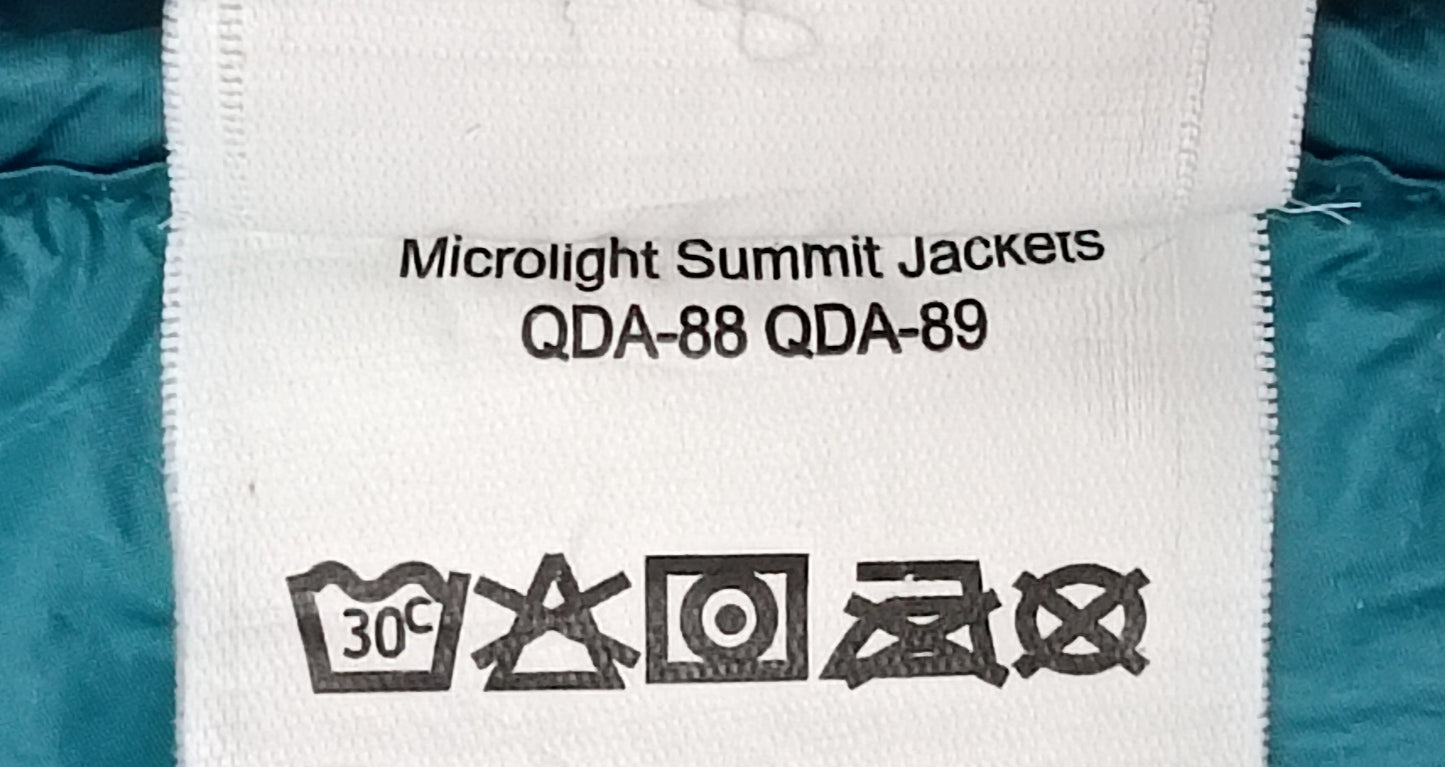 Microlight Summit Jackets
QDA-88 QDA-89
30c